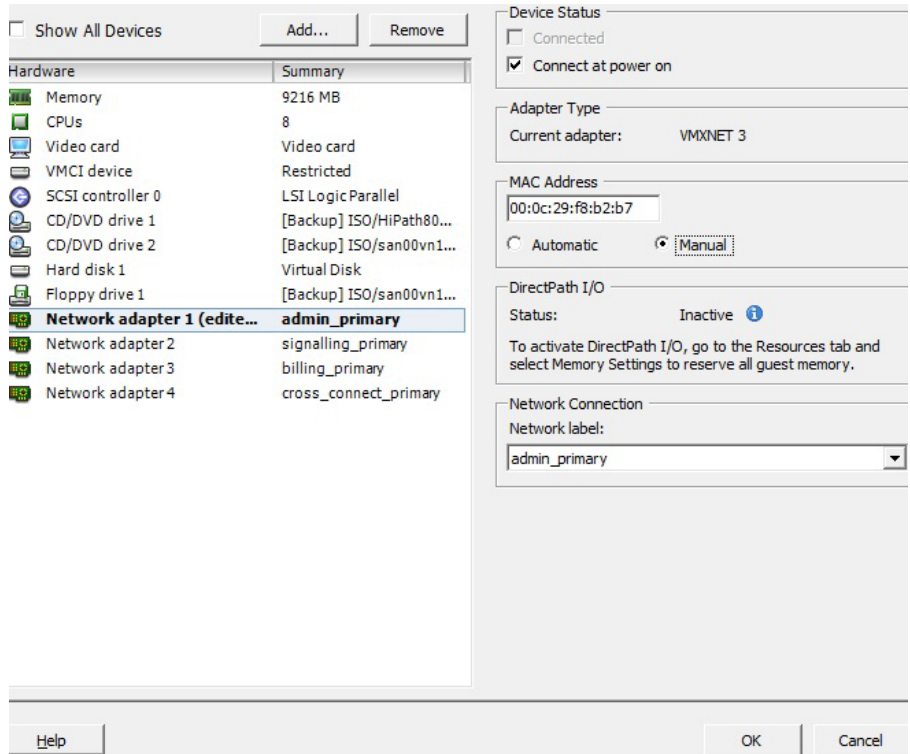 Show All Devices Add... Remove
Hardware Summary
Memory 9216 MB
CPUs 8
Video card Video card
VMCI device Restricted
SCSI controller 0 LSI Logic Parallel
CD/DVD drive 1 [Backup] ISO/HiPath80...
CD/DVD drive 2 [Backup] ISO/san00vn1...
Hard disk 1 Virtual Disk
Floppy drive 1 [Backup] ISO/san00vn1...
Network adapter 1 (edite... admin_primary
Network adapter 2 signalling_primary
Network adapter 3 billing_primary
Network adapter 4 cross_connect_primary
Device Status
Connected
Connect at power on
Adapter Type
Current adapter: VMXNET 3
MAC Address
00:0c:29:f8:b2:b7
Automatic Manual
DirectPath I/O
Status: Inactive
To activate DirectPath I/O, go to the Resources tab and
select Memory Settings to reserve all guest memory.
Network Connection
Network label:
admin_primary
Help OK Cancel